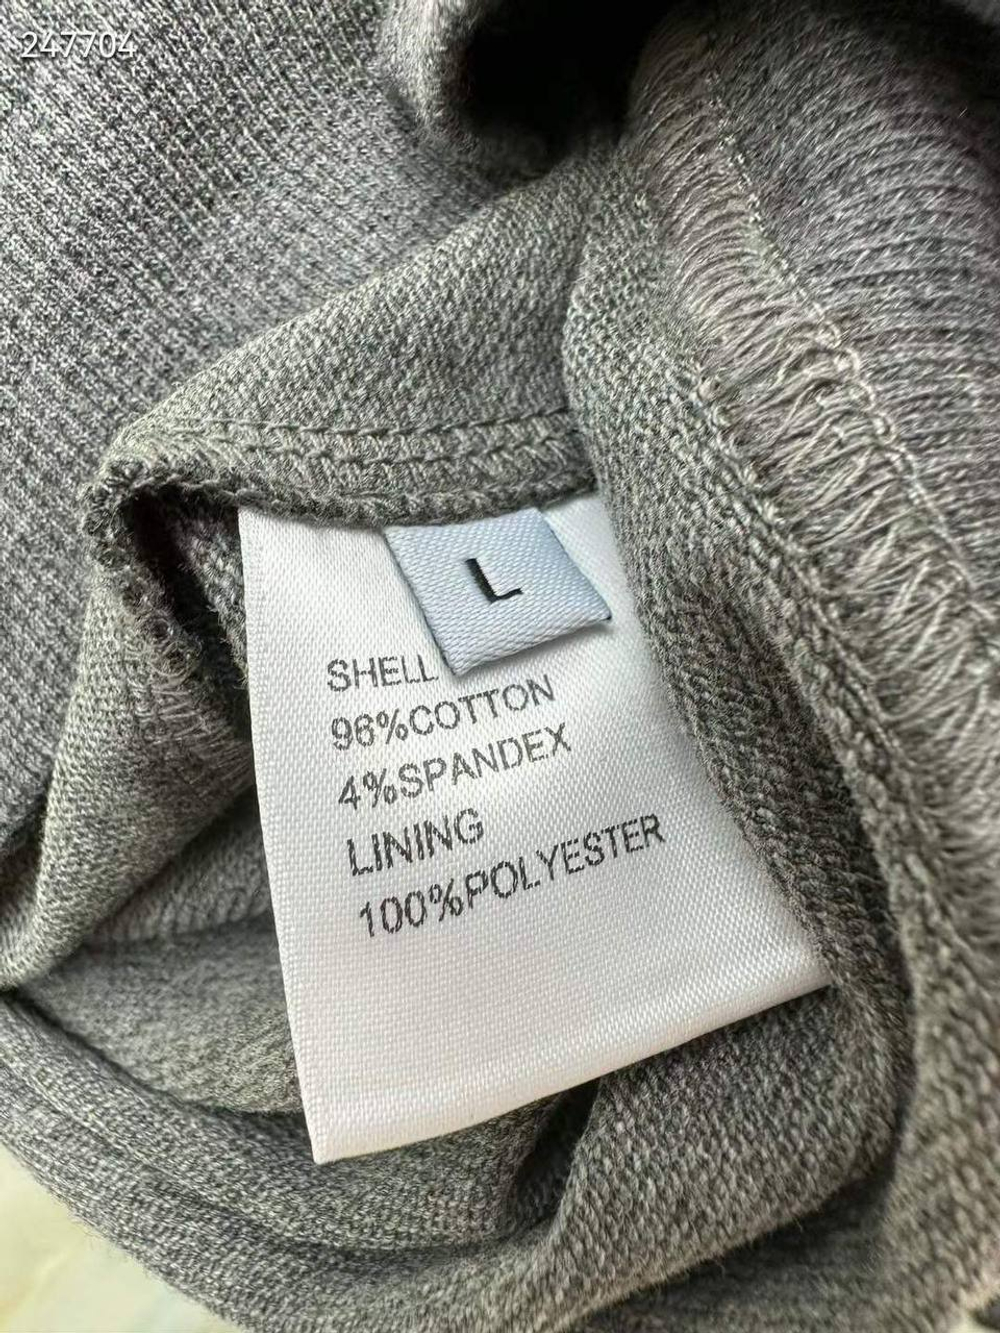 247704
L
SHELL
96%COTTON
4%SPANDEX
LINING
100%POLYESTER